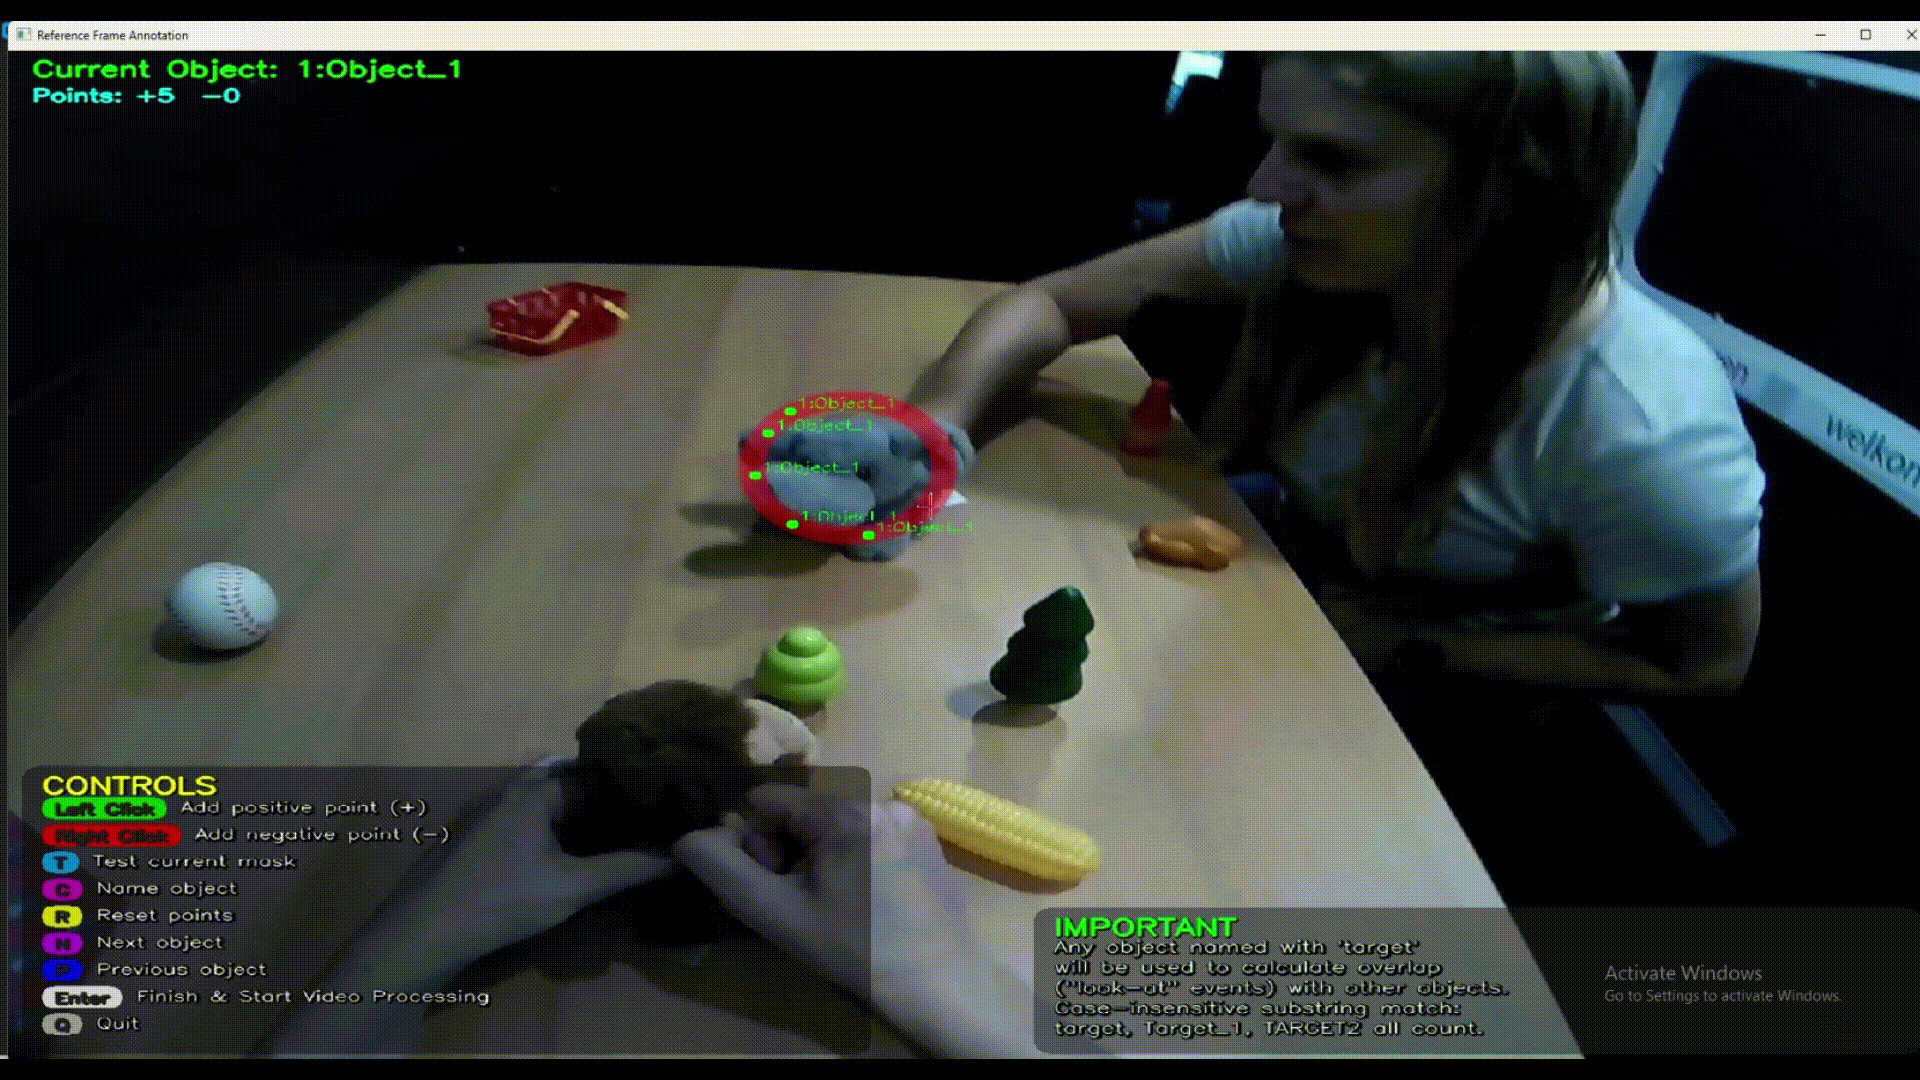 Reference Frame Annotation
Current Object: 1:Object_1
Points: +5 -0
1:Object_1
1:Object_1
1:Object_1
1:Object_1
1:Object_1
welkom
CONTROLS
Left Click Add positive point (+)
Right Click Add negative point (-)
T Test current mask
C Name object
R Reset points
N Next object
P Previous object
Enter Finish & Start Video Processing
Q Quit
IMPORTANT
Any object named with 'target'
will be used to calculate overlap
("look-at" events) with other objects.
Case-insensitive substring match:
target, Target_1, TARGET2 all count.
Activate Windows
Go to Settings to activate Windows.